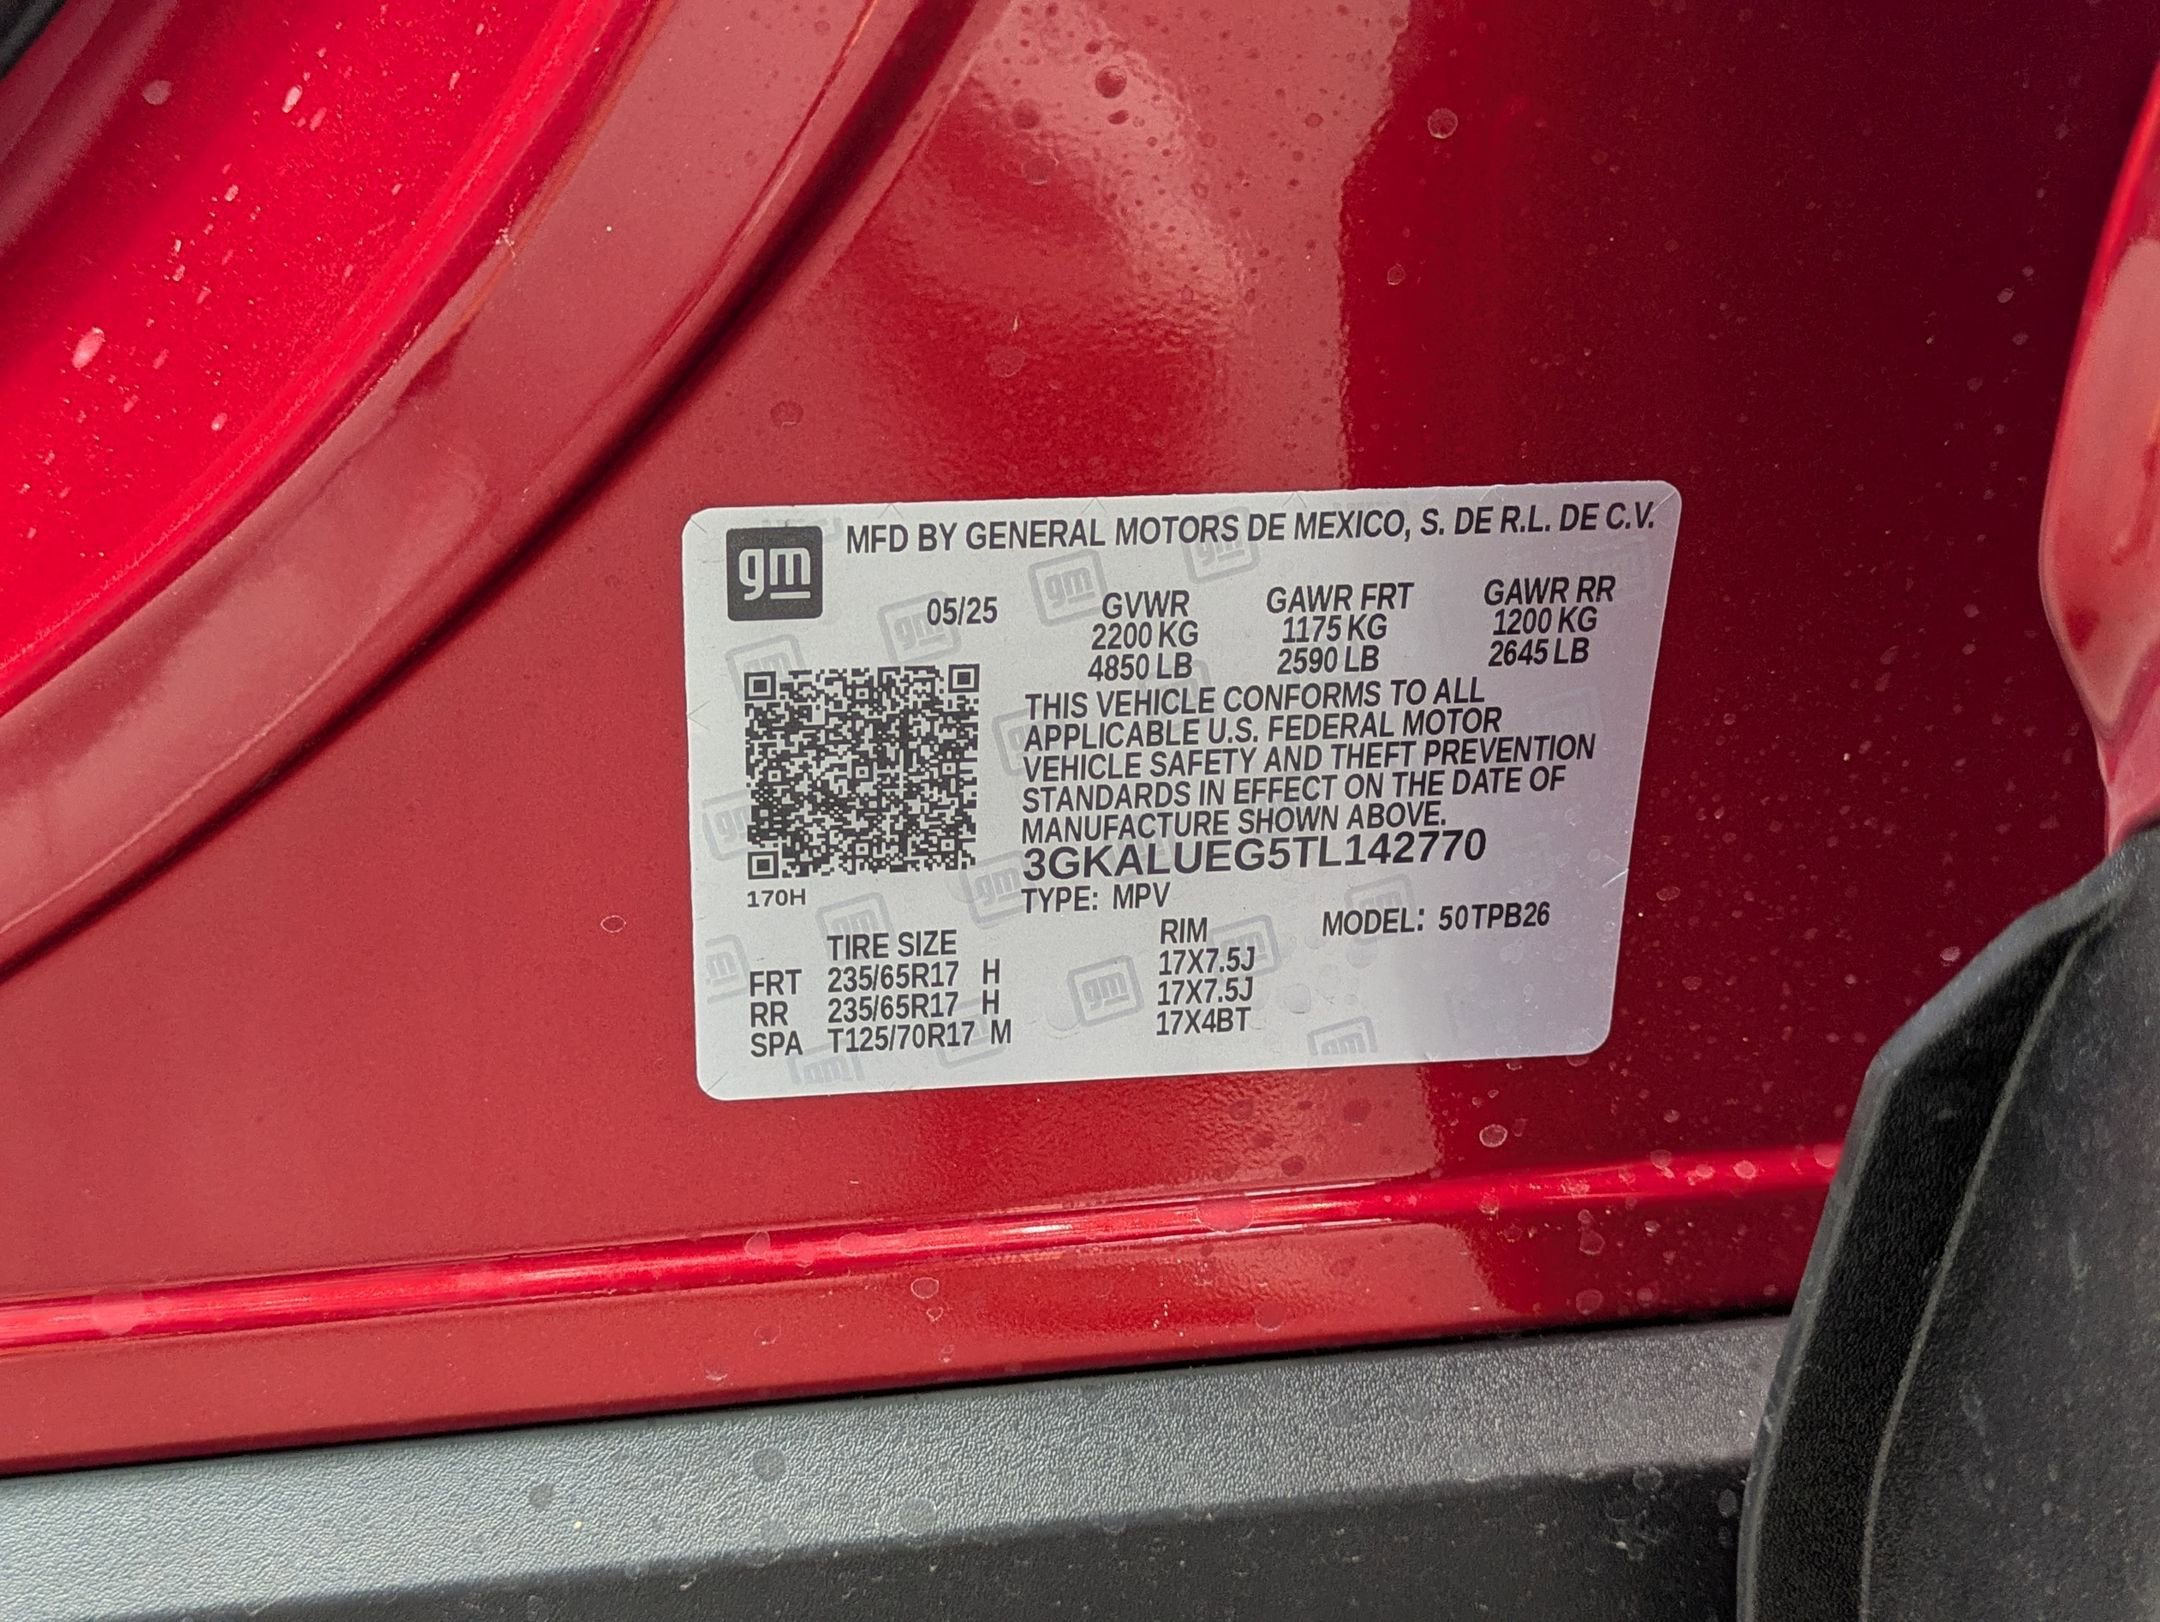 gm
MFD BY GENERAL MOTORS DE MEXICO, S. DE R.L. DE C.V.
05/25 GVWR GAWR FRT GAWR RR
2200 KG 1175 KG 1200 KG
4850 LB 2590 LB 2645 LB
THIS VEHICLE CONFORMS TO ALL
APPLICABLE U.S. FEDERAL MOTOR
VEHICLE SAFETY AND THEFT PREVENTION
STANDARDS IN EFFECT ON THE DATE OF
MANUFACTURE SHOWN ABOVE.
3GKALUEG5TL142770
170H
TYPE: MPV
MODEL: 50TPB26
TIRE SIZE RIM
FRT 235/65R17 H 17X7.5J
RR 235/65R17 H 17X7.5J
SPA T125/70R17 M 17X4BT